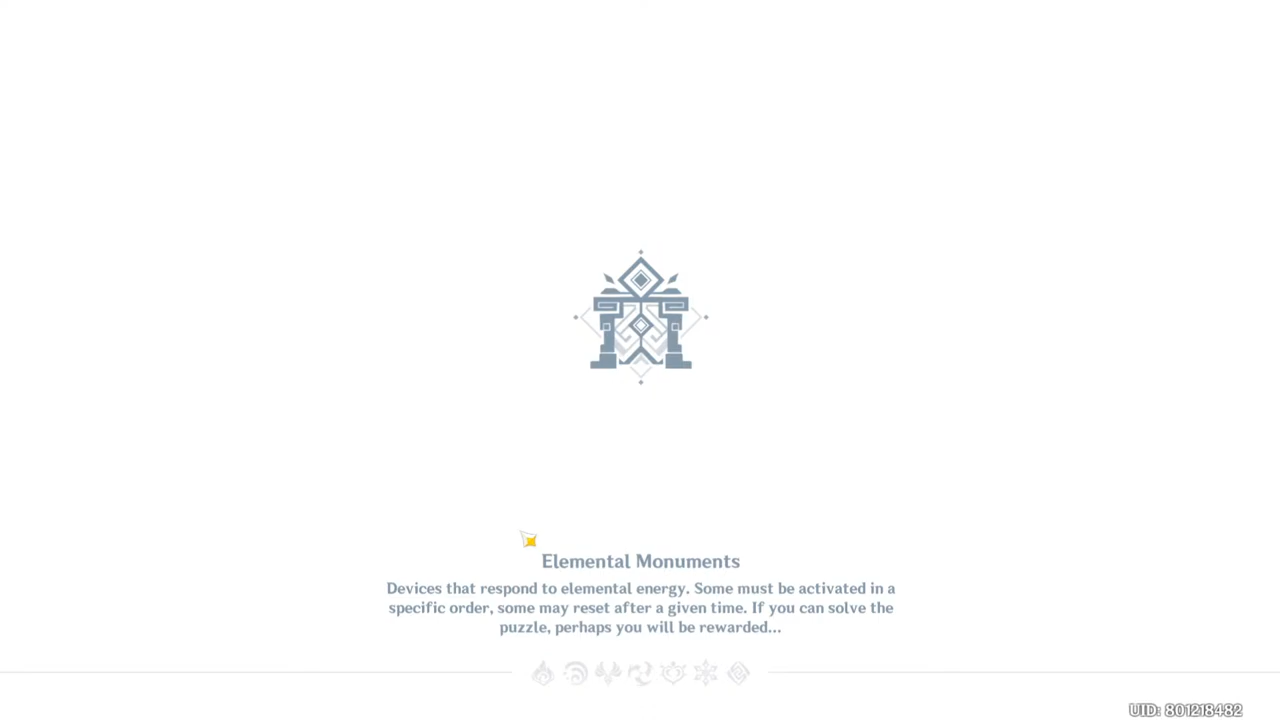 Elemental Monuments
Devices that respond to elemental energy. Some must be activated in a
specific order, some may reset after a given time. If you can solve the
puzzle, perhaps you will be rewarded...
UID: 801218482